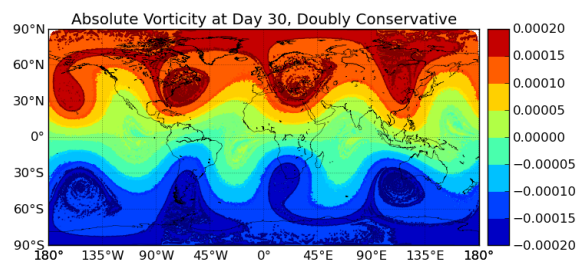 Absolute Vorticity at Day 30, Doubly Conservative
90°N
60°N
30°N
0°
30°S
60°S
90°S
180° 135°W 90°W 45°W 0° 45°E 90°E 135°E 180°
0.00020
0.00015
0.00010
0.00005
0.00000
−0.00005
−0.00010
−0.00015
−0.00020